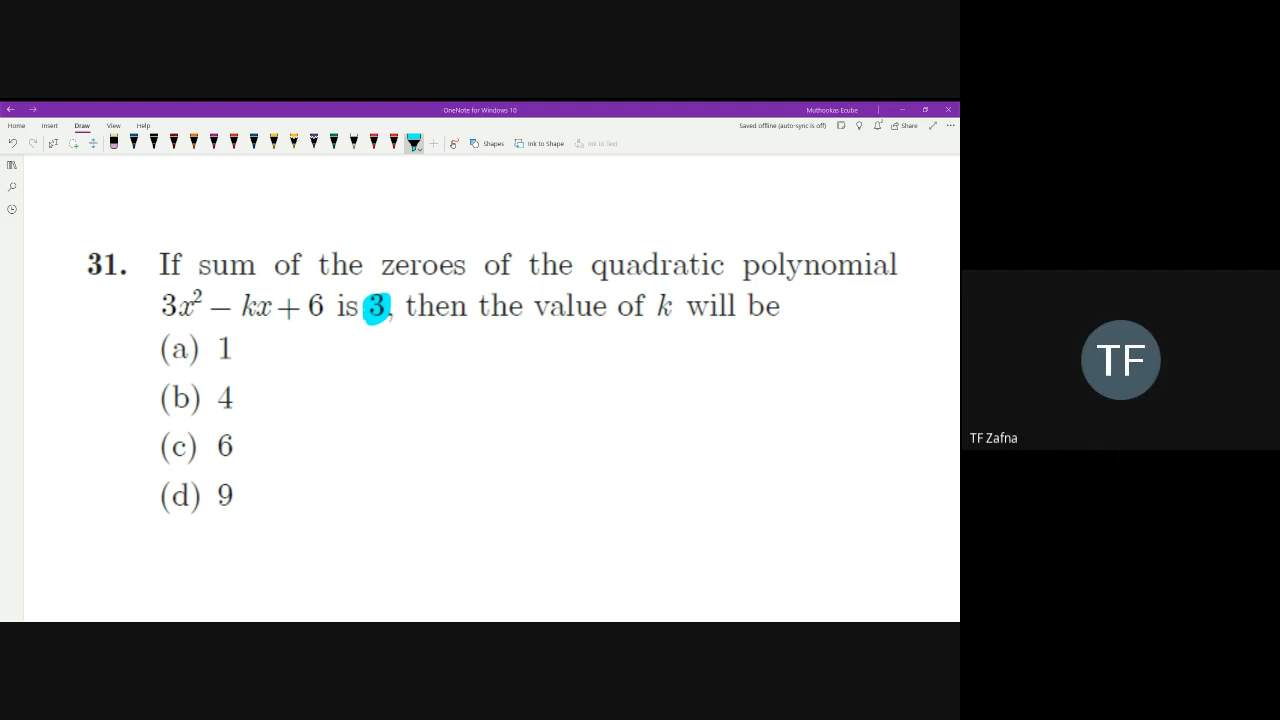 OneNote for Windows 10
Muthookas Ecube
Home Insert Draw View Help
Saved offline (auto-sync is off) Share
Shapes Ink to Shape Ink to Text
31. If sum of the zeroes of the quadratic polynomial
3x² − kx + 6 is 3, then the value of k will be
(a) 1
(b) 4
(c) 6
(d) 9
TF
TF Zafna